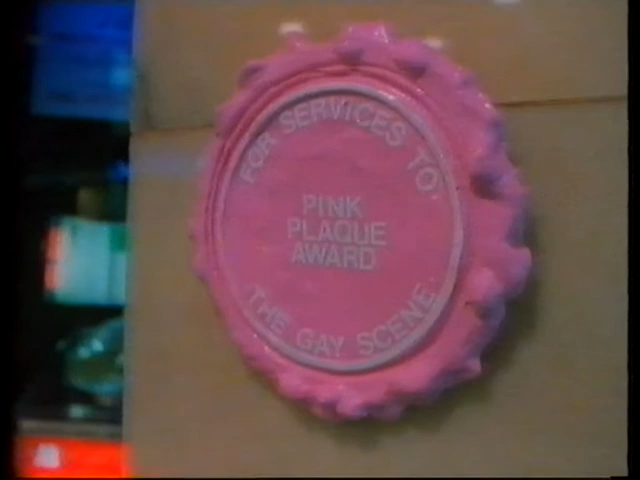 FOR SERVICES TO
PINK
PLAQUE
AWARD
THE GAY SCENE